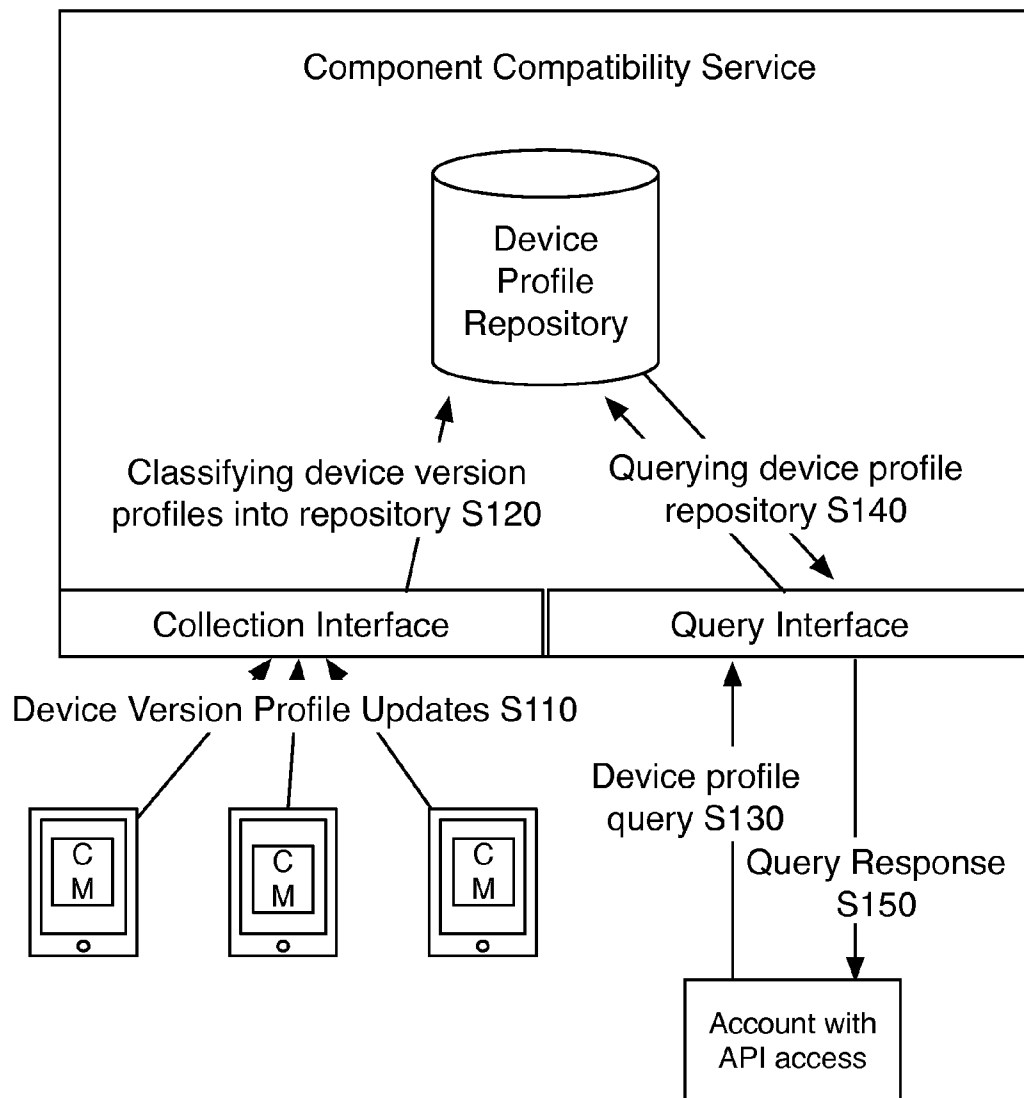 Component Compatibility Service
Device
Profile
Repository
Classifying device version
profiles into repository S120
Querying device profile
repository S140
Collection Interface
Query Interface
Device Version Profile Updates S110
Device profile
query S130
C
M
C
M
C
M
Query Response
S150
Account with
API access